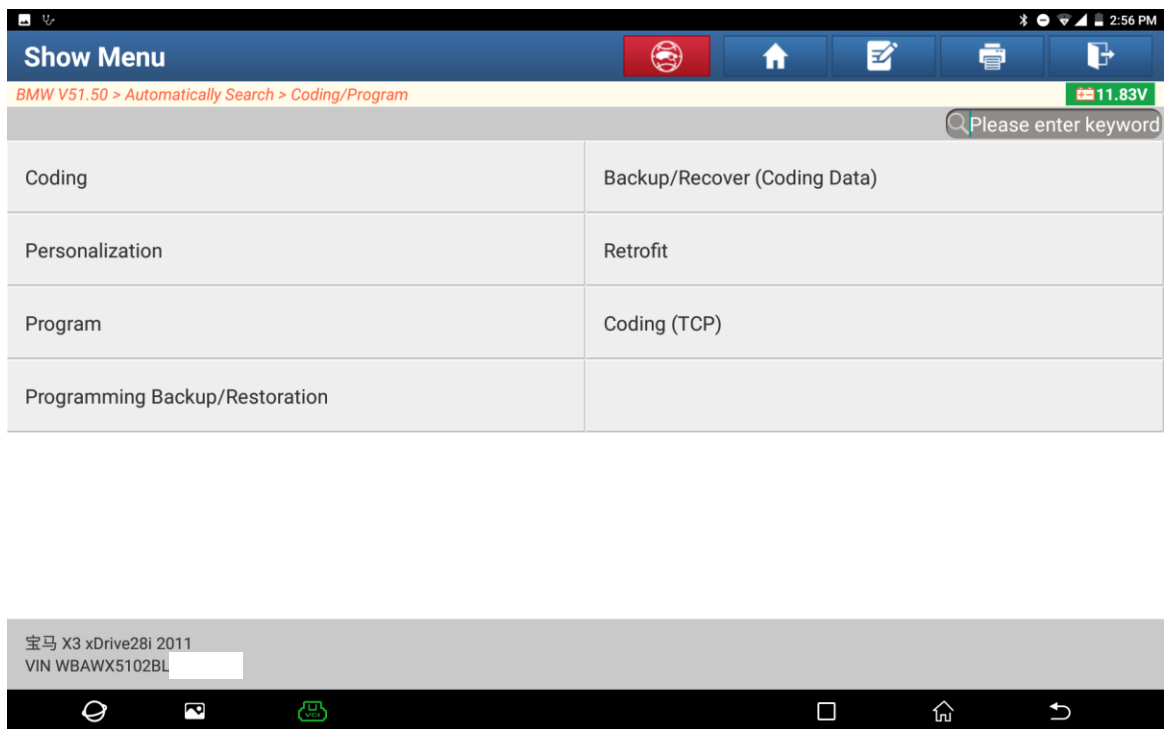 2:56 PM
Show Menu
BMW V51.50 > Automatically Search > Coding/Program
11.83V
Please enter keyword
Coding
Backup/Recover (Coding Data)
Personalization
Retrofit
Program
Coding (TCP)
Programming Backup/Restoration
宝马 X3 xDrive28i 2011
VIN WBAWX5102BL
VCI